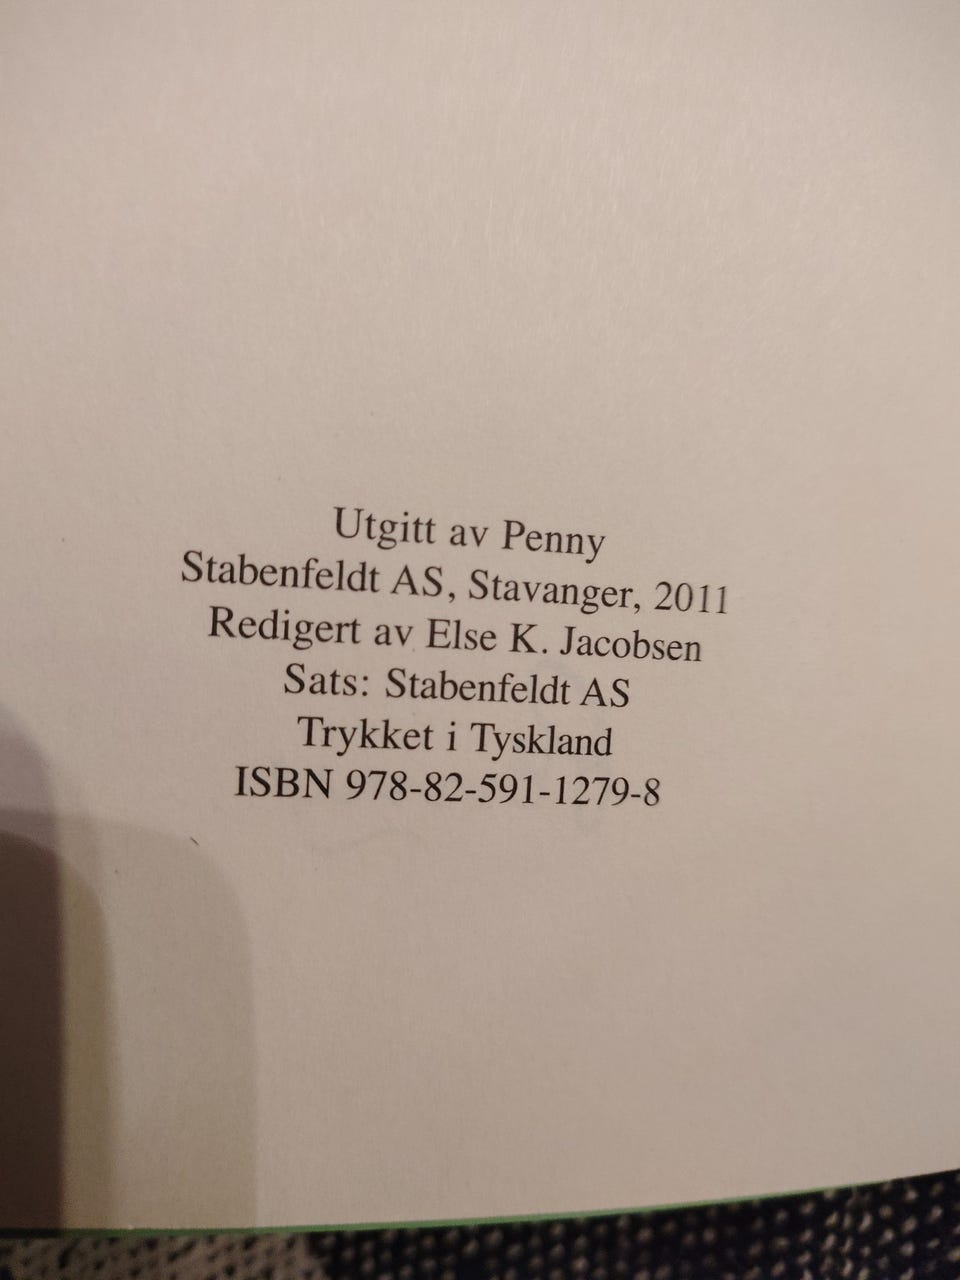 Utgitt av Penny
Stabenfeldt AS, Stavanger, 2011
Redigert av Else K. Jacobsen
Sats: Stabenfeldt AS
Trykket i Tyskland
ISBN 978-82-591-1279-8